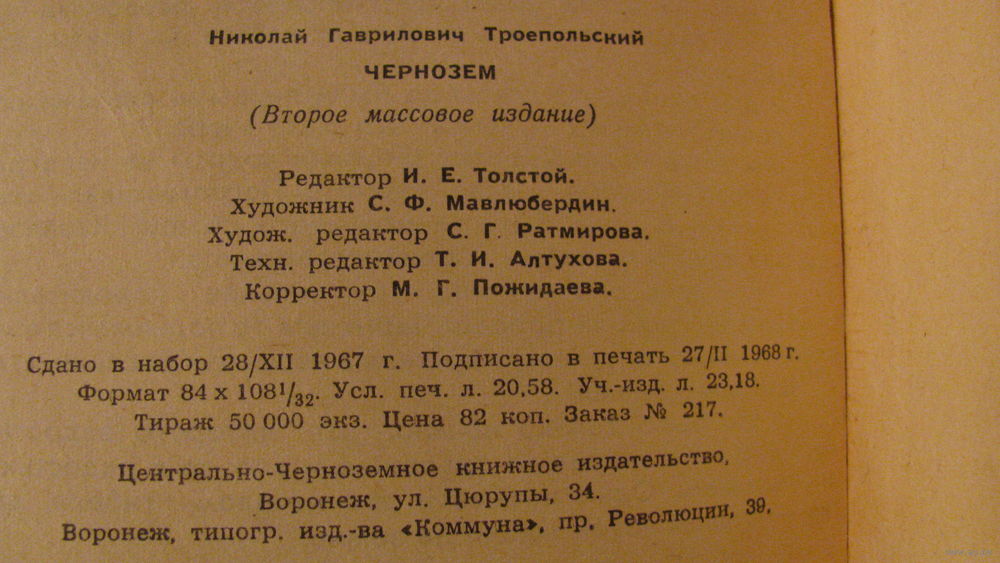 Николай Гаврилович Троепольский
ЧЕРНОЗЕМ
(Второе массовое издание)
Редактор И. Е. Толстой.
Художник С. Ф. Мавлюбердин.
Худож. редактор С. Г. Ратмирова.
Техн. редактор Т. И. Алтухова.
Корректор М. Г. Пожидаева.
Сдано в набор 28/XII 1967 г. Подписано в печать 27/II 1968 г.
Формат 84 х 108 1/32. Усл. печ. л. 20,58. Уч.-изд. л. 23,18.
Тираж 50 000 экз. Цена 82 коп. Заказ № 217.
Центрально-Черноземное книжное издательство,
Воронеж, ул. Цюрупы, 34.
Воронеж, типогр. изд.-ва «Коммуна», пр. Революции, 39.